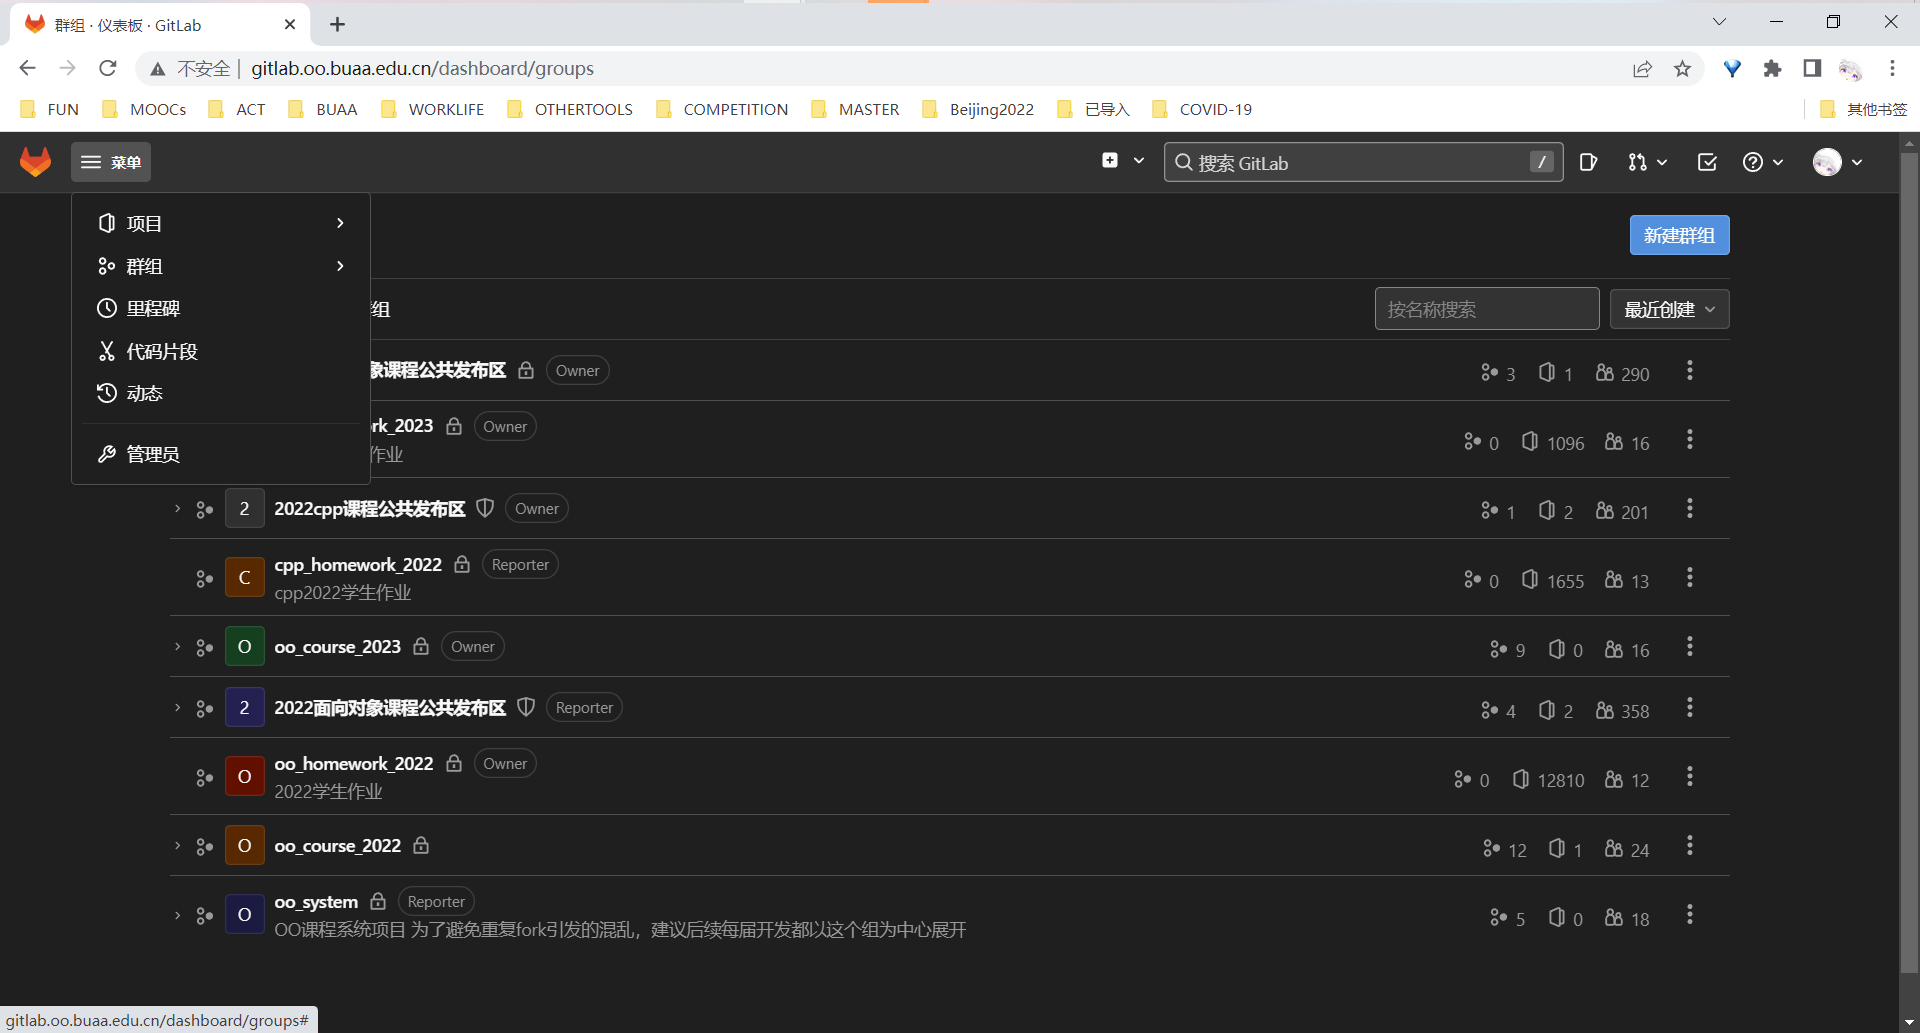 群组 · 仪表板 · GitLab
不安全 | gitlab.oo.buaa.edu.cn/dashboard/groups
FUN MOOCs ACT BUAA WORKLIFE OTHERTOOLS COMPETITION MASTER Beijing2022 已导入 COVID-19 其他书签
菜单 搜索 GitLab /
项目
群组
里程碑
代码片段
动态
管理员
新建群组
组 按名称搜索 最近创建
象课程公共发布区 Owner 3 1 290
rk_2023 Owner 0 1096 16
作业
2 2022cpp课程公共发布区 Owner 1 2 201
C cpp_homework_2022 Reporter 0 1655 13
cpp2022学生作业
O oo_course_2023 Owner 9 0 16
2 2022面向对象课程公共发布区 Reporter 4 2 358
O oo_homework_2022 Owner 0 12810 12
2022学生作业
O oo_course_2022 12 1 24
O oo_system Reporter 5 0 18
OO课程系统项目 为了避免重复fork引发的混乱，建议后续每届开发都以这个组为中心展开
gitlab.oo.buaa.edu.cn/dashboard/groups#